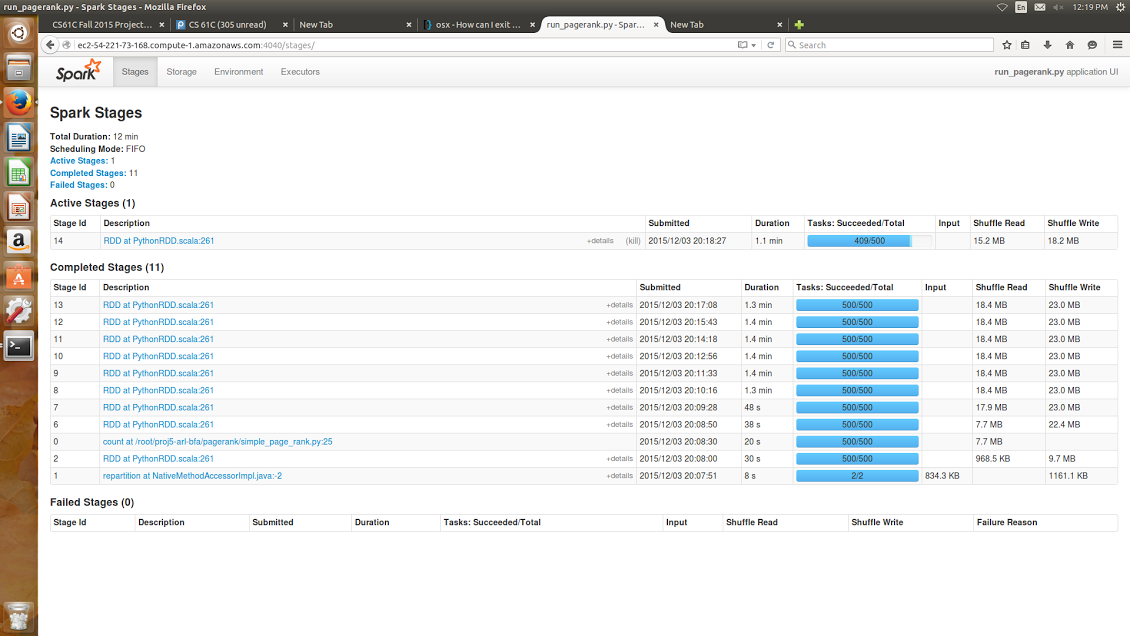 run_pagerank.py - Spark Stages - Mozilla Firefox
En
12:19 PM
CS61C Fall 2015 Project...
CS 61C (305 unread)
New Tab
osx - How can I exit ...
run_pagerank.py - Spar...
New Tab
ec2-54-221-73-168.compute-1.amazonaws.com:4040/stages/
Search
Spark
Stages
Storage
Environment
Executors
run_pagerank.py application UI
Spark Stages
Total Duration: 12 min
Scheduling Mode: FIFO
Active Stages: 1
Completed Stages: 11
Failed Stages: 0
Active Stages (1)
Stage Id Description Submitted Duration Tasks: Succeeded/Total Input Shuffle Read Shuffle Write
14 RDD at PythonRDD.scala:261 +details (kill) 2015/12/03 20:18:27 1.1 min 409/500 15.2 MB 18.2 MB
Completed Stages (11)
Stage Id Description Submitted Duration Tasks: Succeeded/Total Input Shuffle Read Shuffle Write
13 RDD at PythonRDD.scala:261 +details 2015/12/03 20:17:08 1.3 min 500/500 18.4 MB 23.0 MB
12 RDD at PythonRDD.scala:261 +details 2015/12/03 20:15:43 1.4 min 500/500 18.4 MB 23.0 MB
11 RDD at PythonRDD.scala:261 +details 2015/12/03 20:14:18 1.4 min 500/500 18.4 MB 23.0 MB
10 RDD at PythonRDD.scala:261 +details 2015/12/03 20:12:56 1.4 min 500/500 18.4 MB 23.0 MB
9 RDD at PythonRDD.scala:261 +details 2015/12/03 20:11:33 1.4 min 500/500 18.4 MB 23.0 MB
8 RDD at PythonRDD.scala:261 +details 2015/12/03 20:10:16 1.3 min 500/500 18.4 MB 23.0 MB
7 RDD at PythonRDD.scala:261 +details 2015/12/03 20:09:28 48 s 500/500 17.9 MB 23.0 MB
6 RDD at PythonRDD.scala:261 +details 2015/12/03 20:08:50 38 s 500/500 7.7 MB 22.4 MB
0 count at /root/proj5-arl-bfa/pagerank/simple_page_rank.py:25 2015/12/03 20:08:30 20 s 500/500 7.7 MB
2 RDD at PythonRDD.scala:261 +details 2015/12/03 20:08:00 30 s 500/500 968.5 KB 9.7 MB
1 repartition at NativeMethodAccessorImpl.java:-2 +details 2015/12/03 20:07:51 8 s 2/2 834.3 KB 1161.1 KB
Failed Stages (0)
Stage Id Description Submitted Duration Tasks: Succeeded/Total Input Shuffle Read Shuffle Write Failure Reason